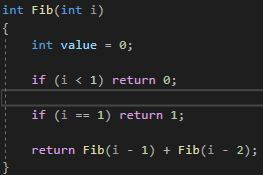 int Fib(int i)
{
    int value = 0;
    if (i < 1) return 0;
    if (i == 1) return 1;
    return Fib(i - 1) + Fib(i - 2);
}